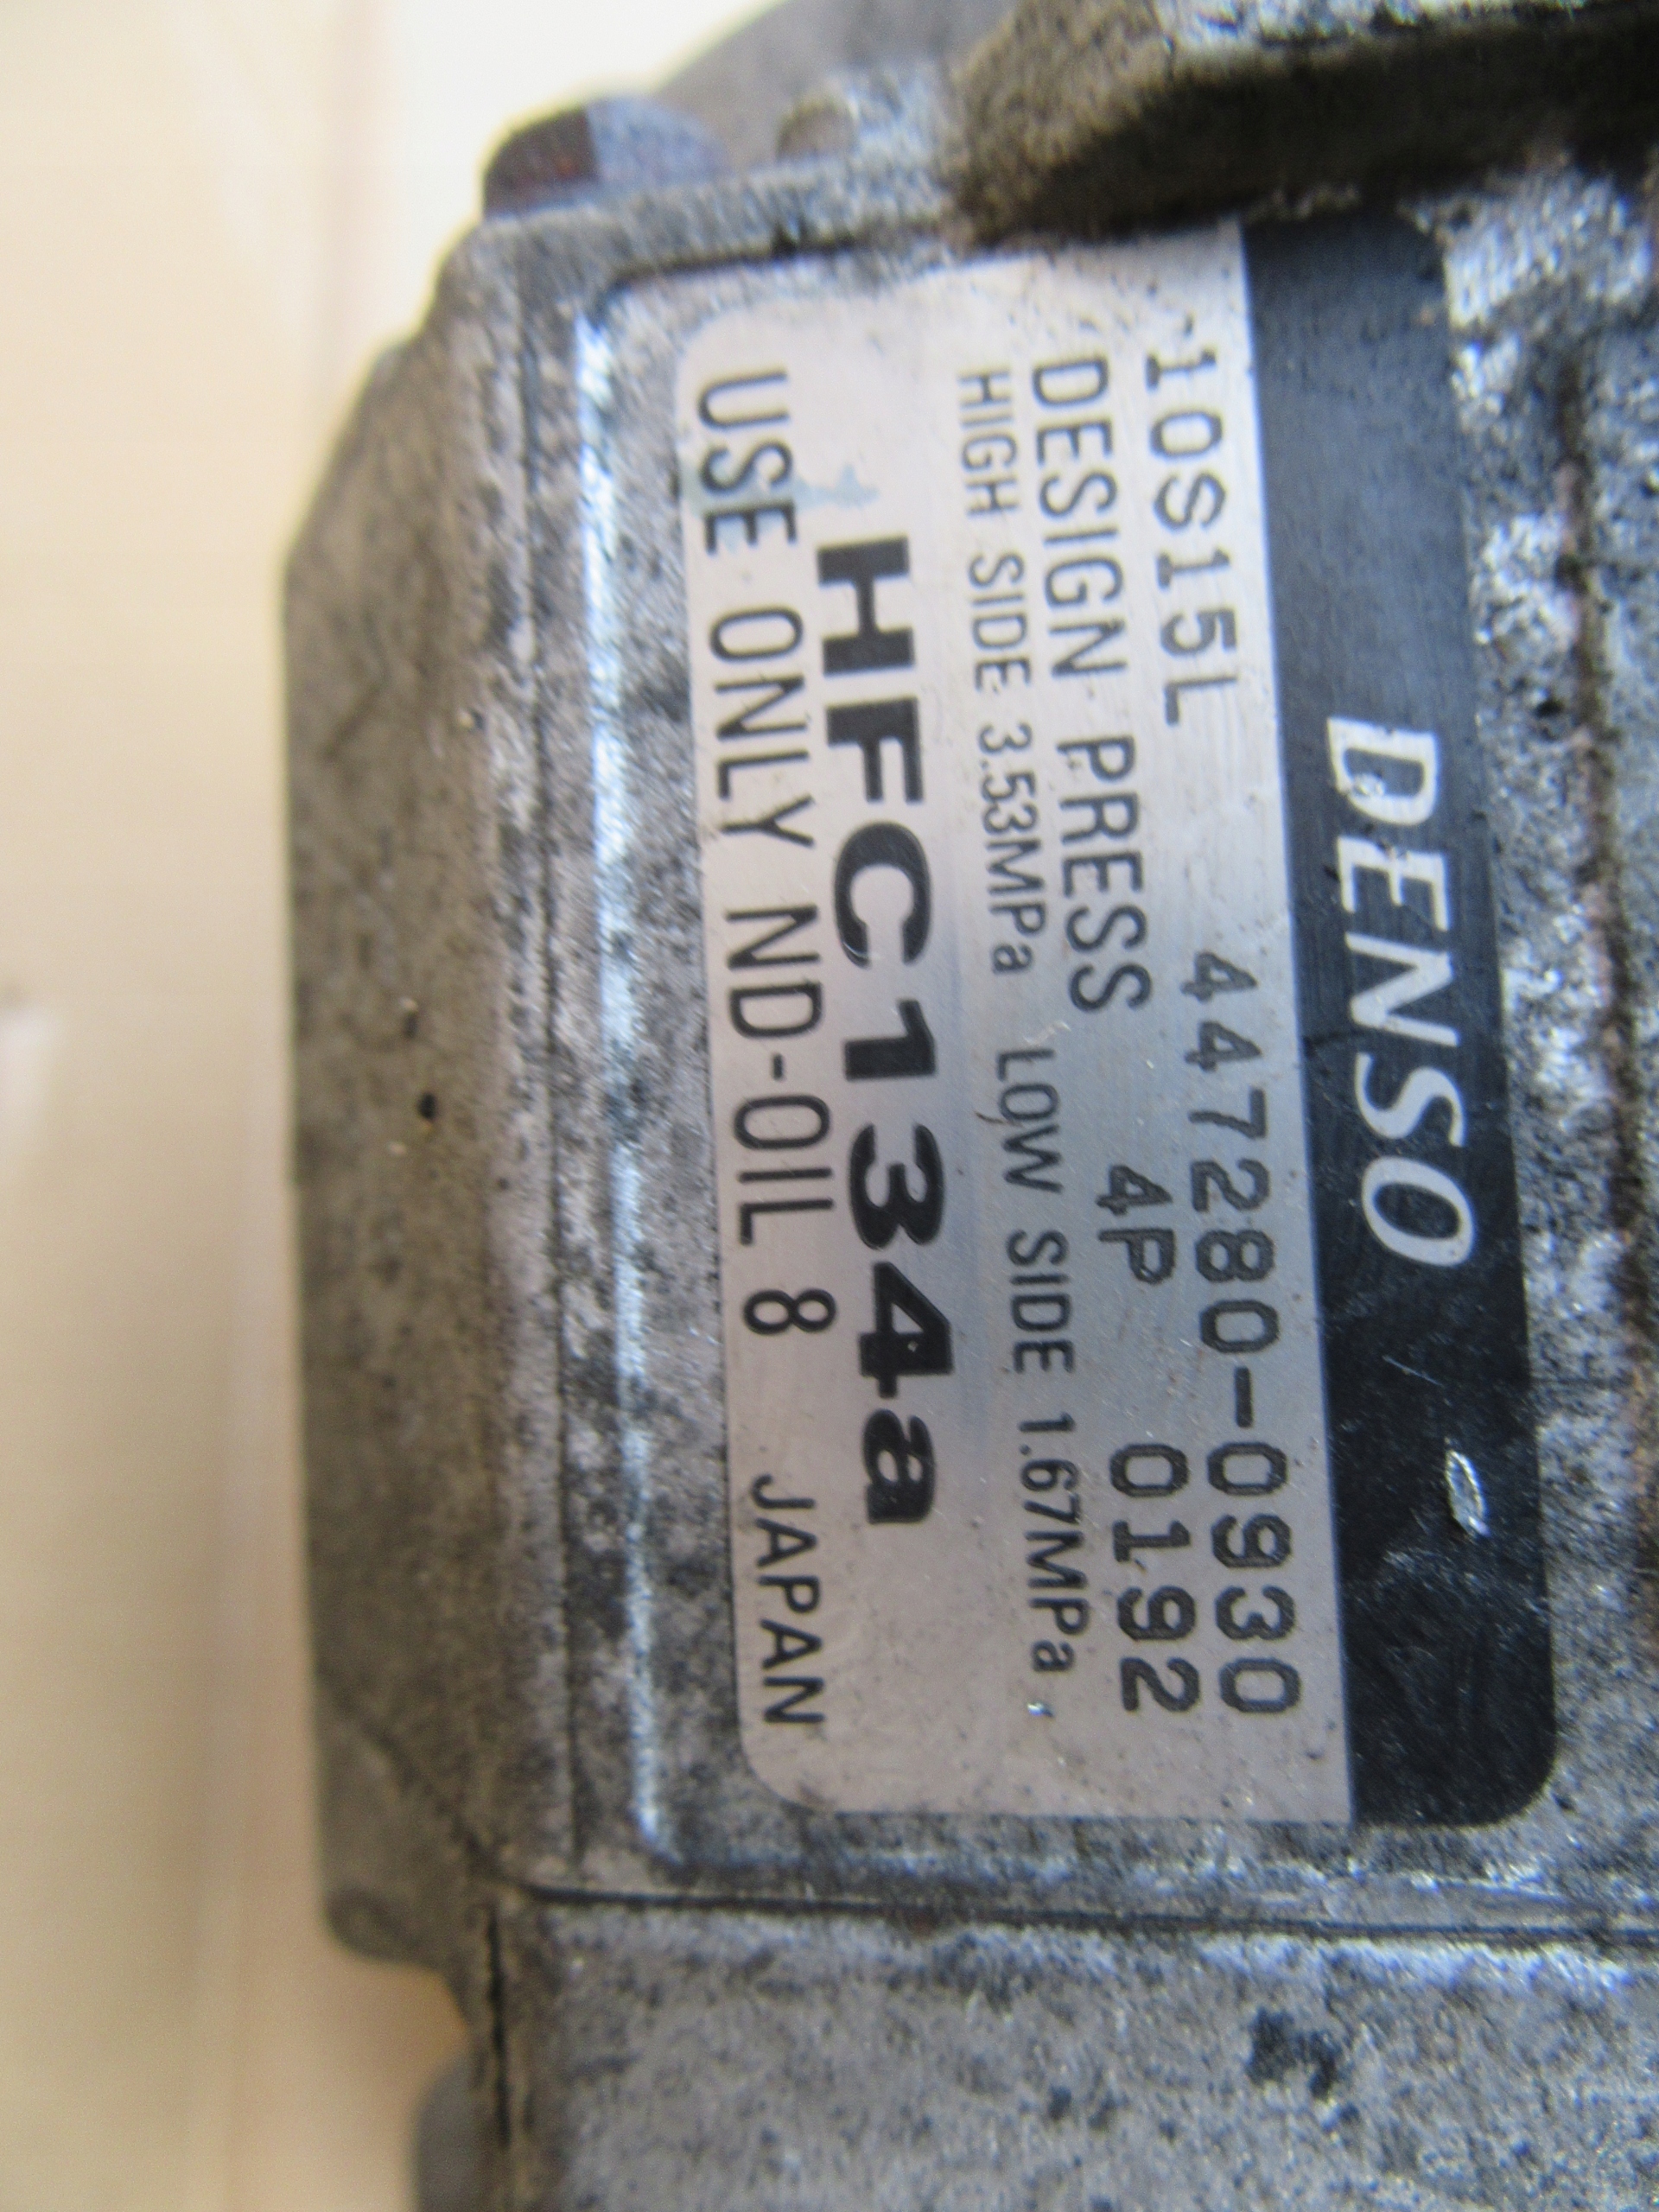 DENSO
10S15L 447280-0930
DESIGN PRESS 4P 0192
HIGH SIDE 3.53MPa LOW SIDE 1.67MPa
HFC134a
USE ONLY ND-OIL 8 JAPAN